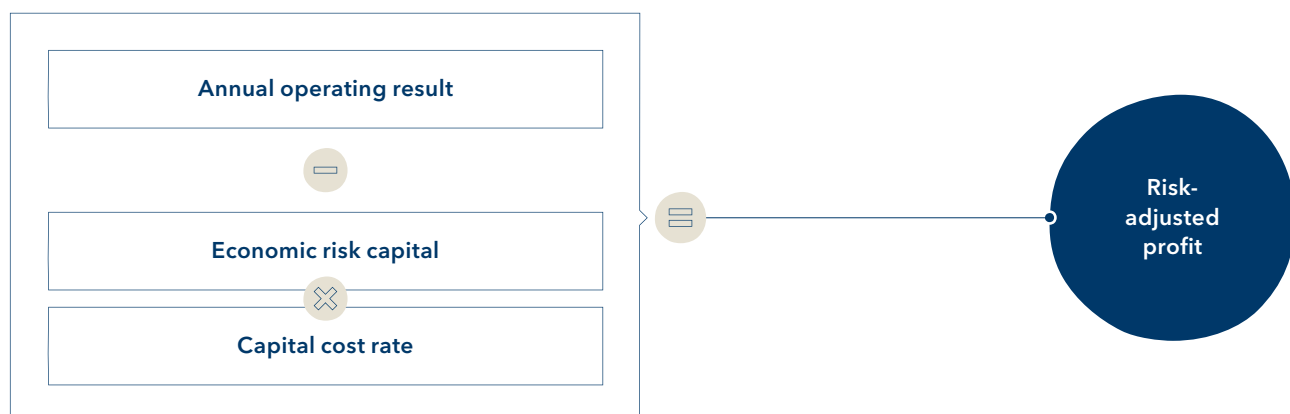 Annual operating result
Economic risk capital
Capital cost rate
Risk-
adjusted
profit